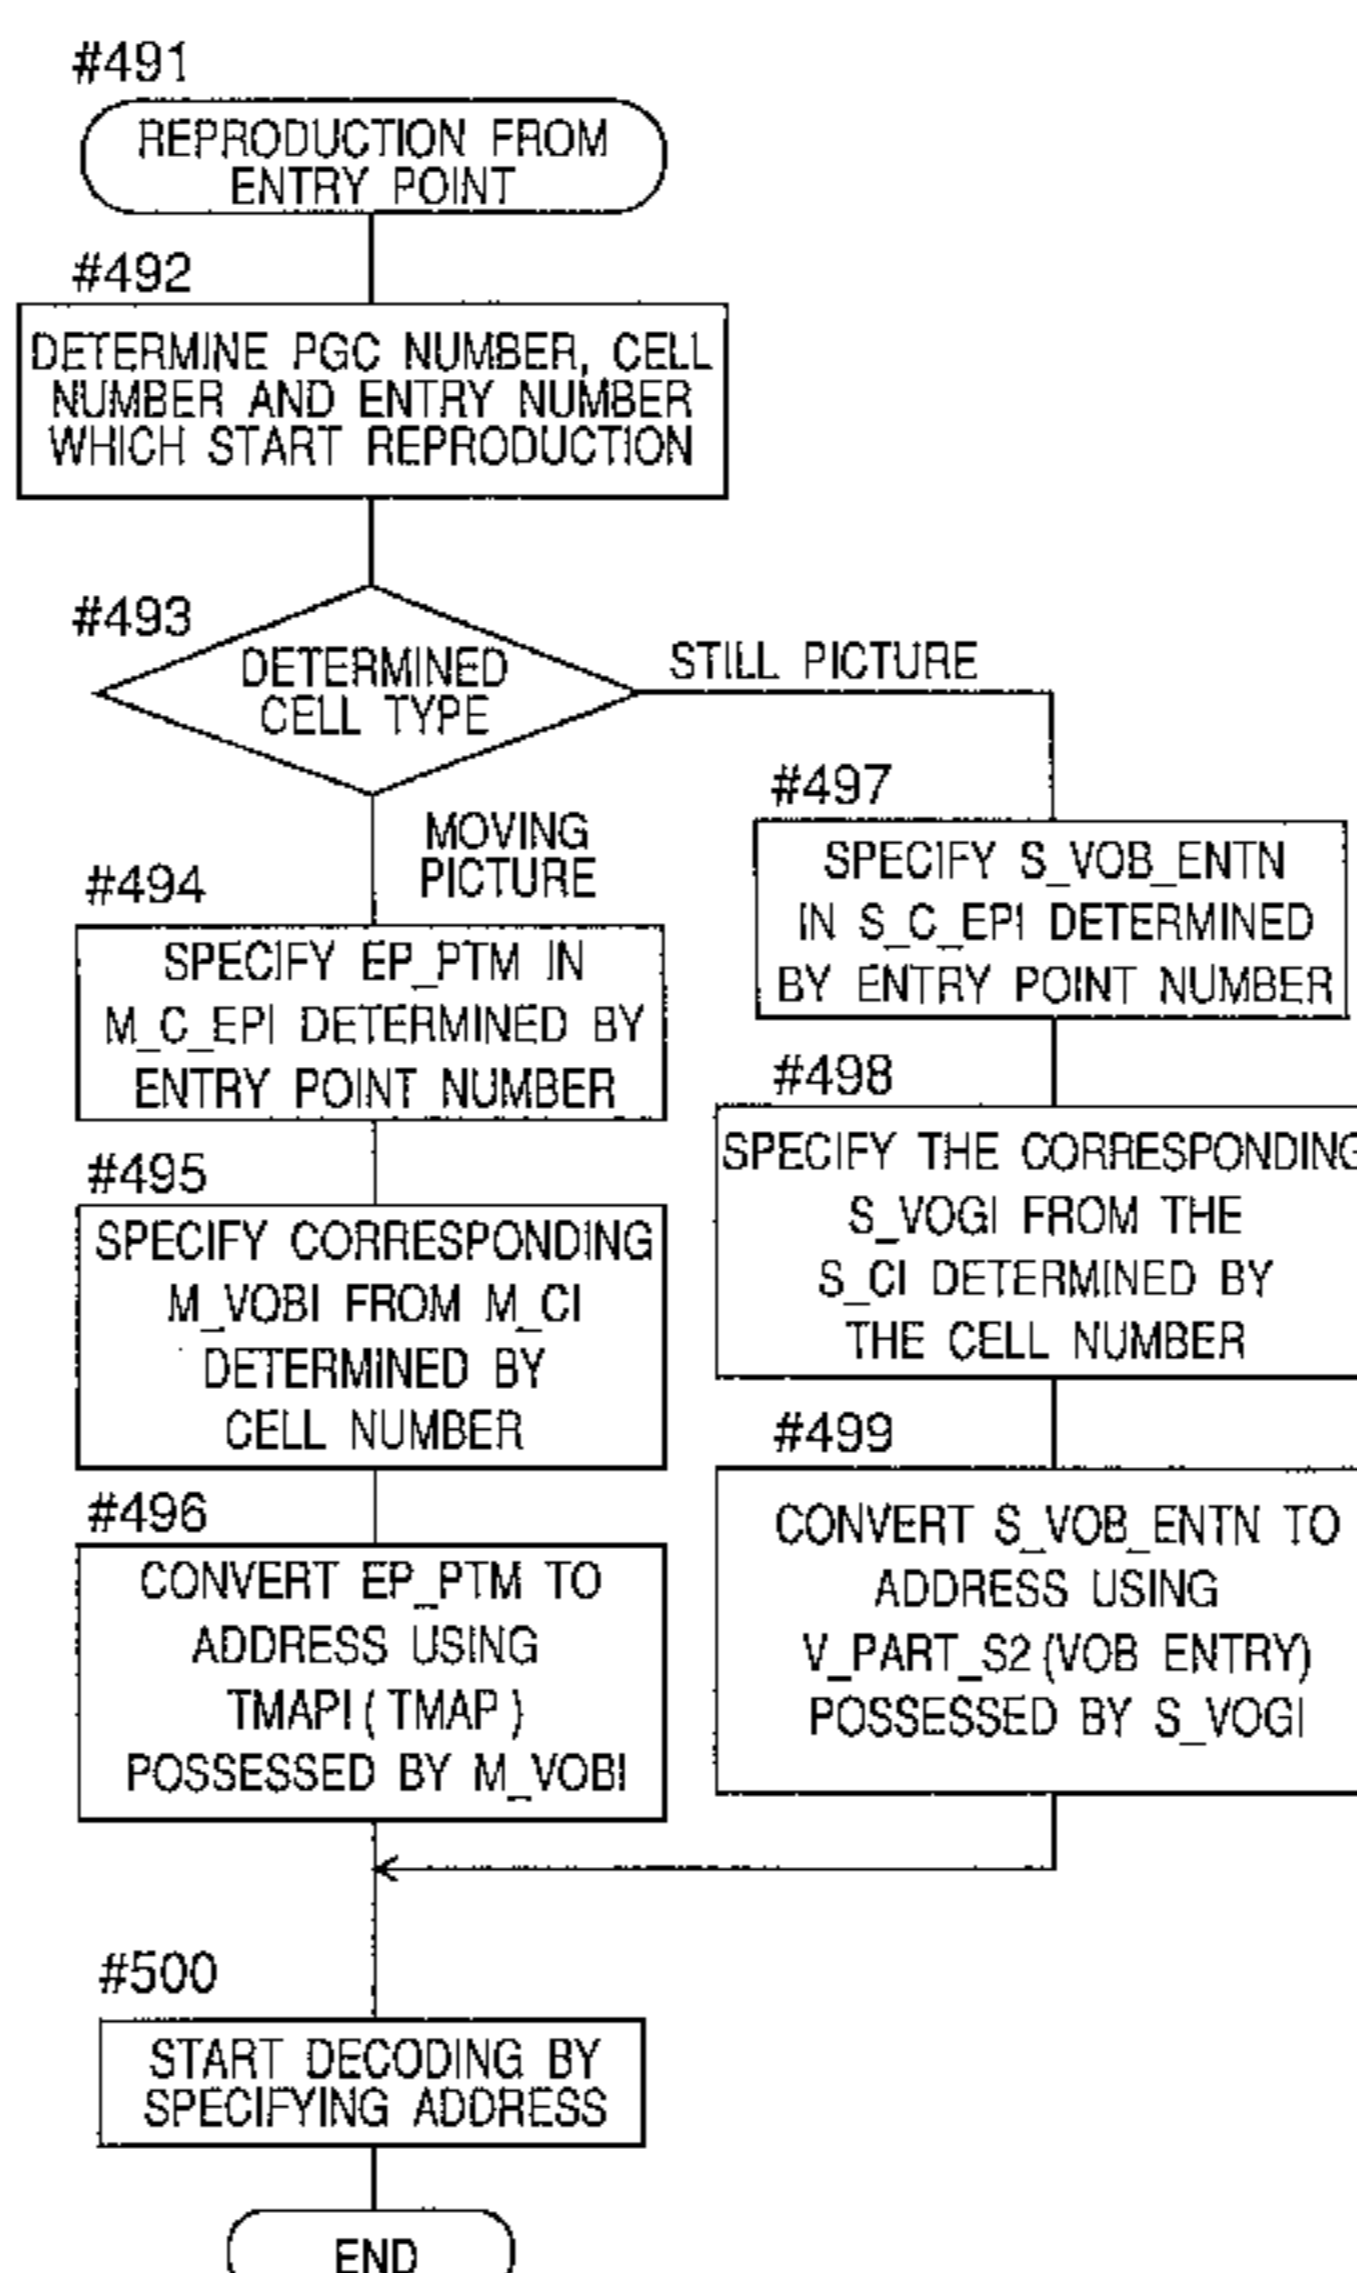 #491
REPRODUCTION FROM
ENTRY POINT
#492
DETERMINE PGC NUMBER, CELL
NUMBER AND ENTRY NUMBER
WHICH START REPRODUCTION
#493
DETERMINED
CELL TYPE
STILL PICTURE
MOVING
PICTURE
#494
SPECIFY EP_PTM IN
M_C_EPI DETERMINED BY
ENTRY POINT NUMBER
#495
SPECIFY CORRESPONDING
M_VOBI FROM M_CI
DETERMINED BY
CELL NUMBER
#496
CONVERT EP_PTM TO
ADDRESS USING
TMAPI ( TMAP )
POSSESSED BY M_VOBI
#497
SPECIFY S_VOB_ENTN
IN S_C_EPI DETERMINED
BY ENTRY POINT NUMBER
#498
SPECIFY THE CORRESPONDING
S_VOGI FROM THE
S_CI DETERMINED BY
THE CELL NUMBER
#499
CONVERT S_VOB_ENTN TO
ADDRESS USING
V_PART_S2 (VOB ENTRY)
POSSESSED BY S_VOGI
#500
START DECODING BY
SPECIFYING ADDRESS
END